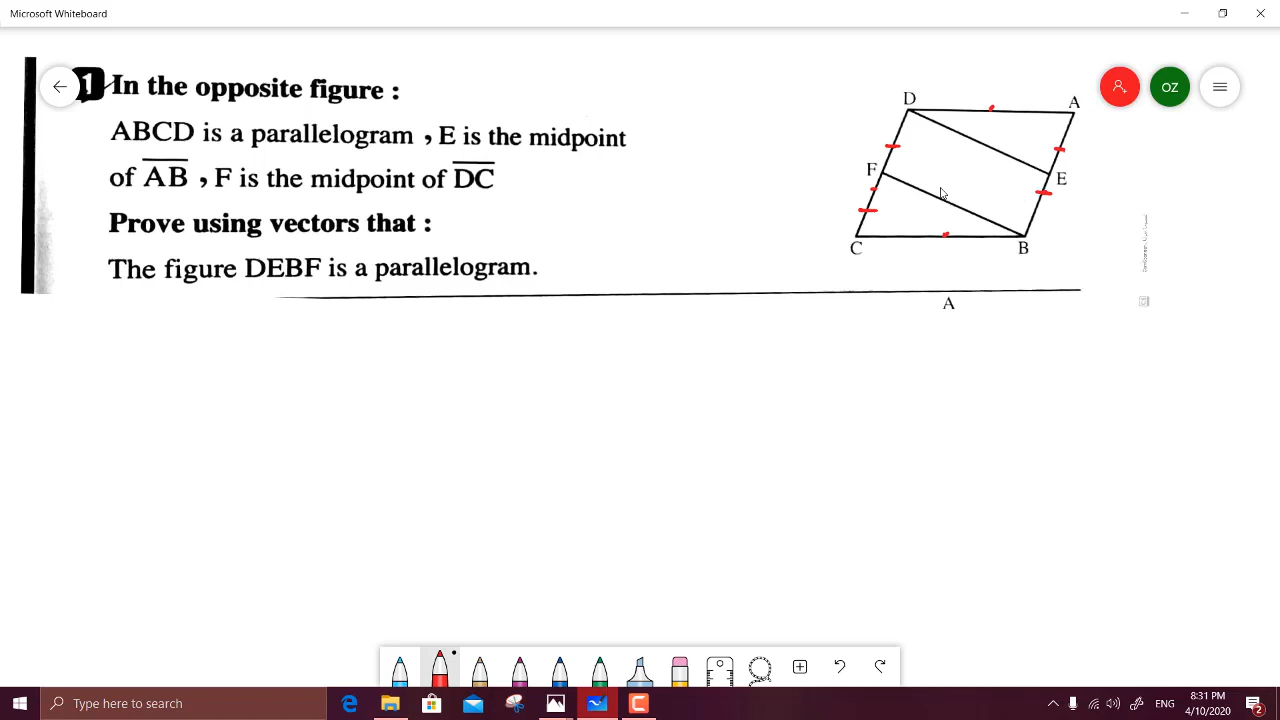 Microsoft Whiteboard
1 In the opposite figure :
ABCD is a parallelogram , E is the midpoint
of AB , F is the midpoint of DC
Prove using vectors that :
The figure DEBF is a parallelogram.
D
A
F
E
C
B
A
OZ
Type here to search
ENG
8:31 PM
4/10/2020
2